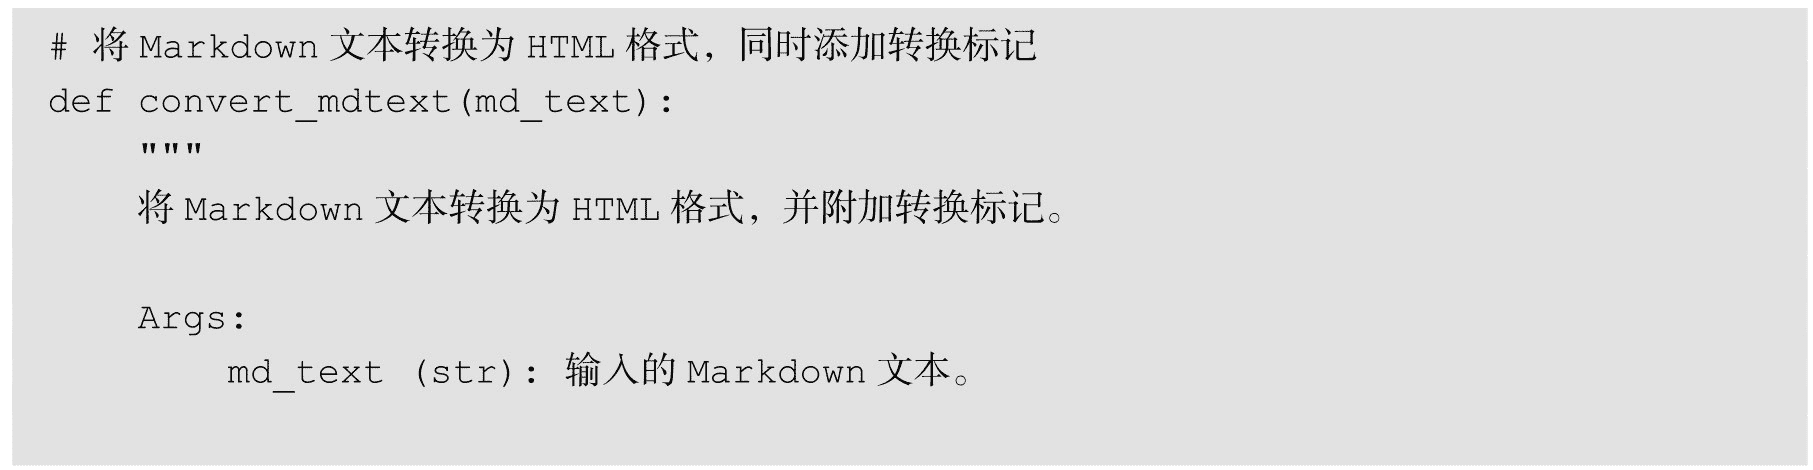 # 将 Markdown 文本转换为 HTML 格式，同时添加转换标记
def convert_mdtext(md_text):
    """
    将 Markdown 文本转换为 HTML 格式，并附加转换标记。

    Args:
        md_text (str): 输入的 Markdown 文本。